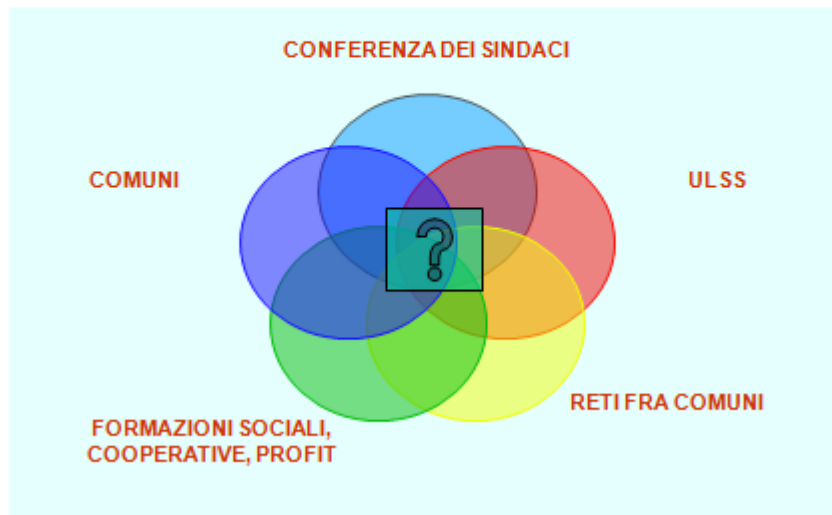 CONFERENZA DEI SINDACI
COMUNI
ULSS
?
RETI FRA COMUNI
FORMAZIONI SOCIALI,
COOPERATIVE, PROFIT